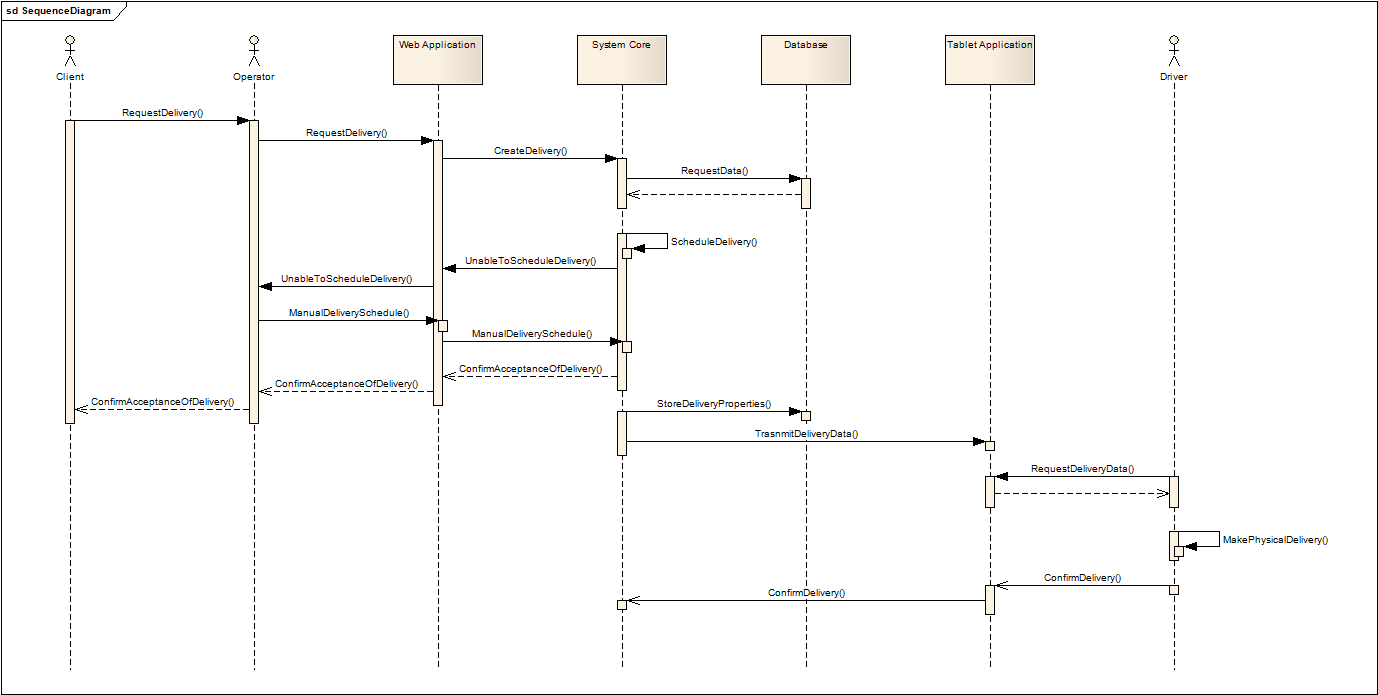 sd SequenceDiagram
Client
Operator
Web Application
System Core
Database
Tablet Application
Driver
RequestDelivery()
RequestDelivery()
CreateDelivery()
RequestData()
ScheduleDelivery()
UnableToScheduleDelivery()
UnableToScheduleDelivery()
ManualDeliverySchedule()
ManualDeliverySchedule()
ConfirmAcceptanceOfDelivery()
ConfirmAcceptanceOfDelivery()
ConfirmAcceptanceOfDelivery()
StoreDeliveryProperties()
TrasnmitDeliveryData()
RequestDeliveryData()
MakePhysicalDelivery()
ConfirmDelivery()
ConfirmDelivery()